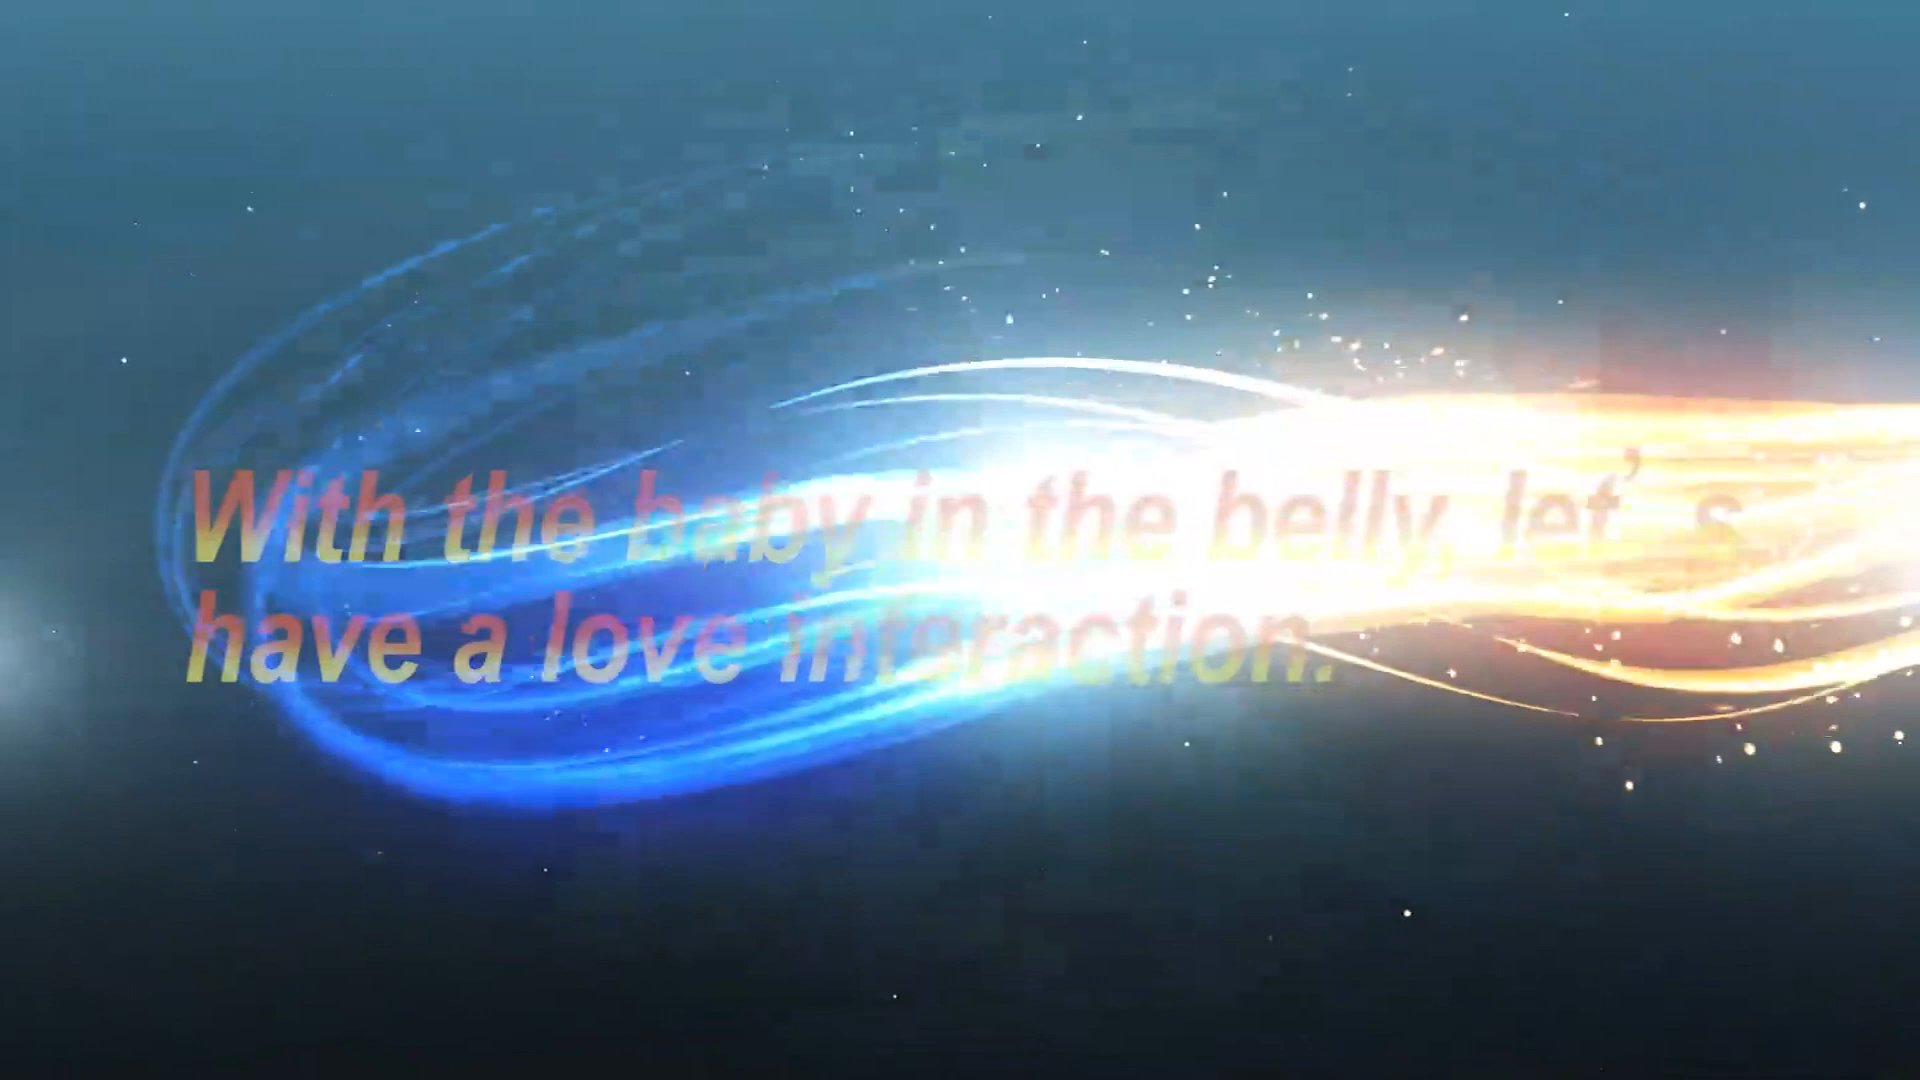 With the baby in the belly, let’s
have a love interaction.